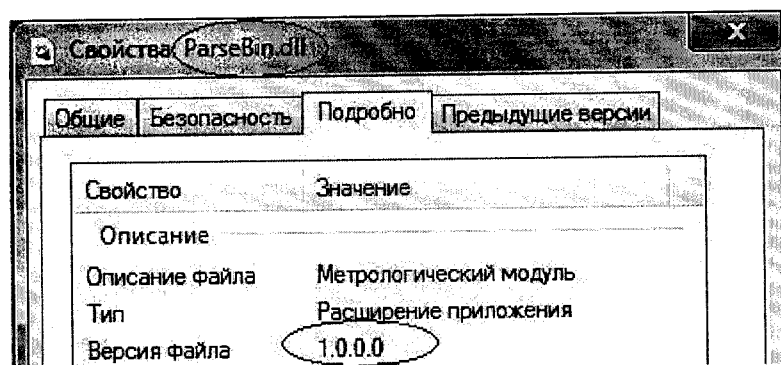 Свойства: ParseBin.dll
Общие Безопасность Подробно Предыдущие версии
Свойство Значение
Описание
Описание файла Метрологический модуль
Тип Расширение приложения
Версия файла 1.0.0.0